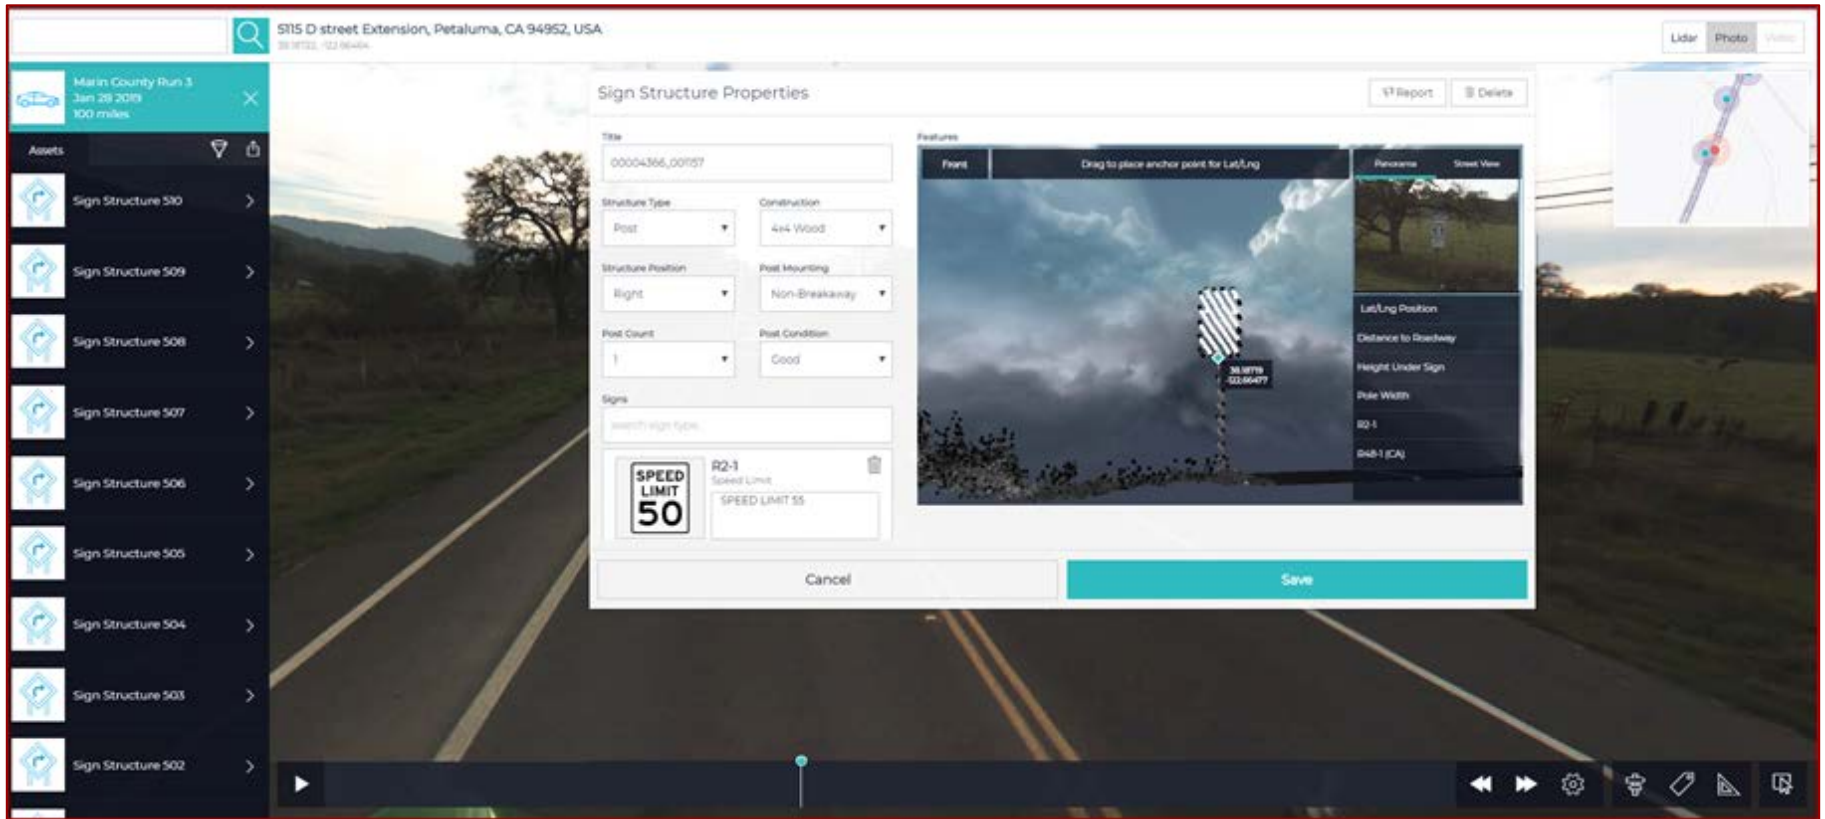 5115 D street Extension, Petaluma, CA 94952, USA
Lidar
Photo
Marin County Run 3
Jan 28 2019
100 miles
Assets
Sign Structure 510
Sign Structure 509
Sign Structure 508
Sign Structure 507
Sign Structure 506
Sign Structure 505
Sign Structure 504
Sign Structure 503
Sign Structure 502
Sign Structure Properties
Report
Delete
Title
00004366_001157
Structure Type
Construction
Post
4x4 Wood
Structure Position
Post Mounting
Right
Non-Breakaway
Post Count
Post Condition
1
Good
Signs
search sign type...
SPEED
LIMIT
50
R2-1
Speed Limit
SPEED LIMIT 55
Features
Front
Drag to place anchor point for Lat/Lng
Panorama
Street View
38.18719
-122.66477
Lat/Lng Position
Distance to Roadway
Height Under Sign
Pole Width
R2-1
R48-1 (CA)
Cancel
Save